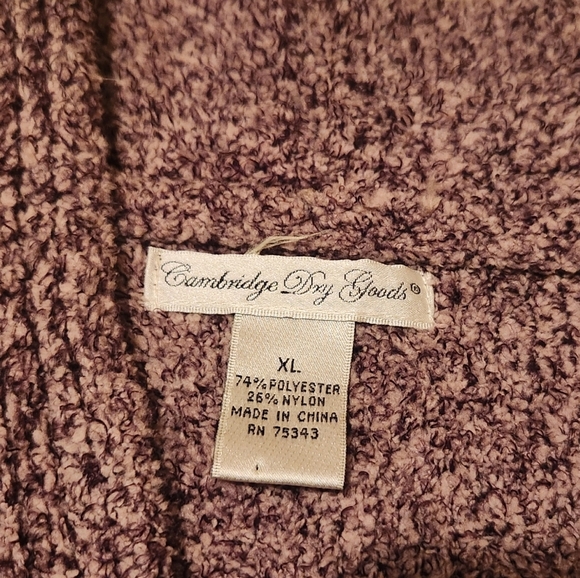 Cambridge Dry Goods®
XL
74% POLYESTER
26% NYLON
MADE IN CHINA
RN 75343